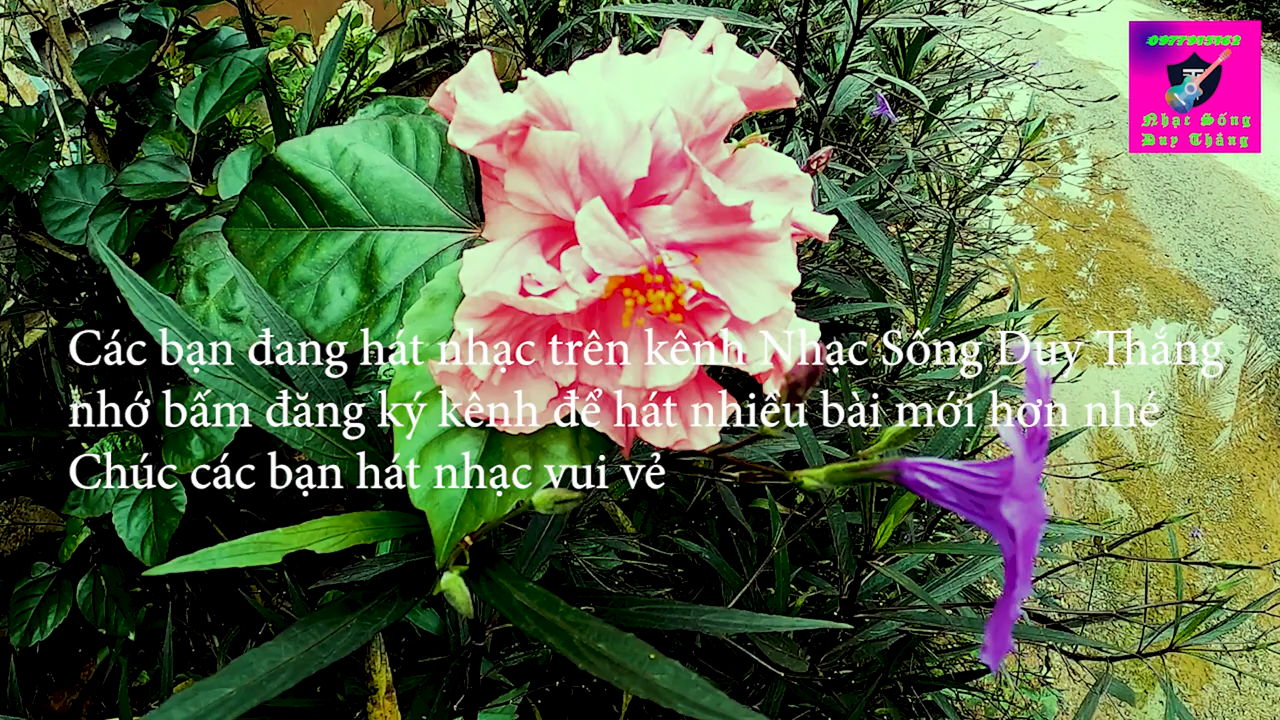 Nhạc Sống
Duy Thắng
Các bạn đang hát nhạc trên kênh Nhạc Sống Duy Thắng
nhớ bấm đăng ký kênh để hát nhiều bài mới hơn nhé
Chúc các bạn hát nhạc vui vẻ